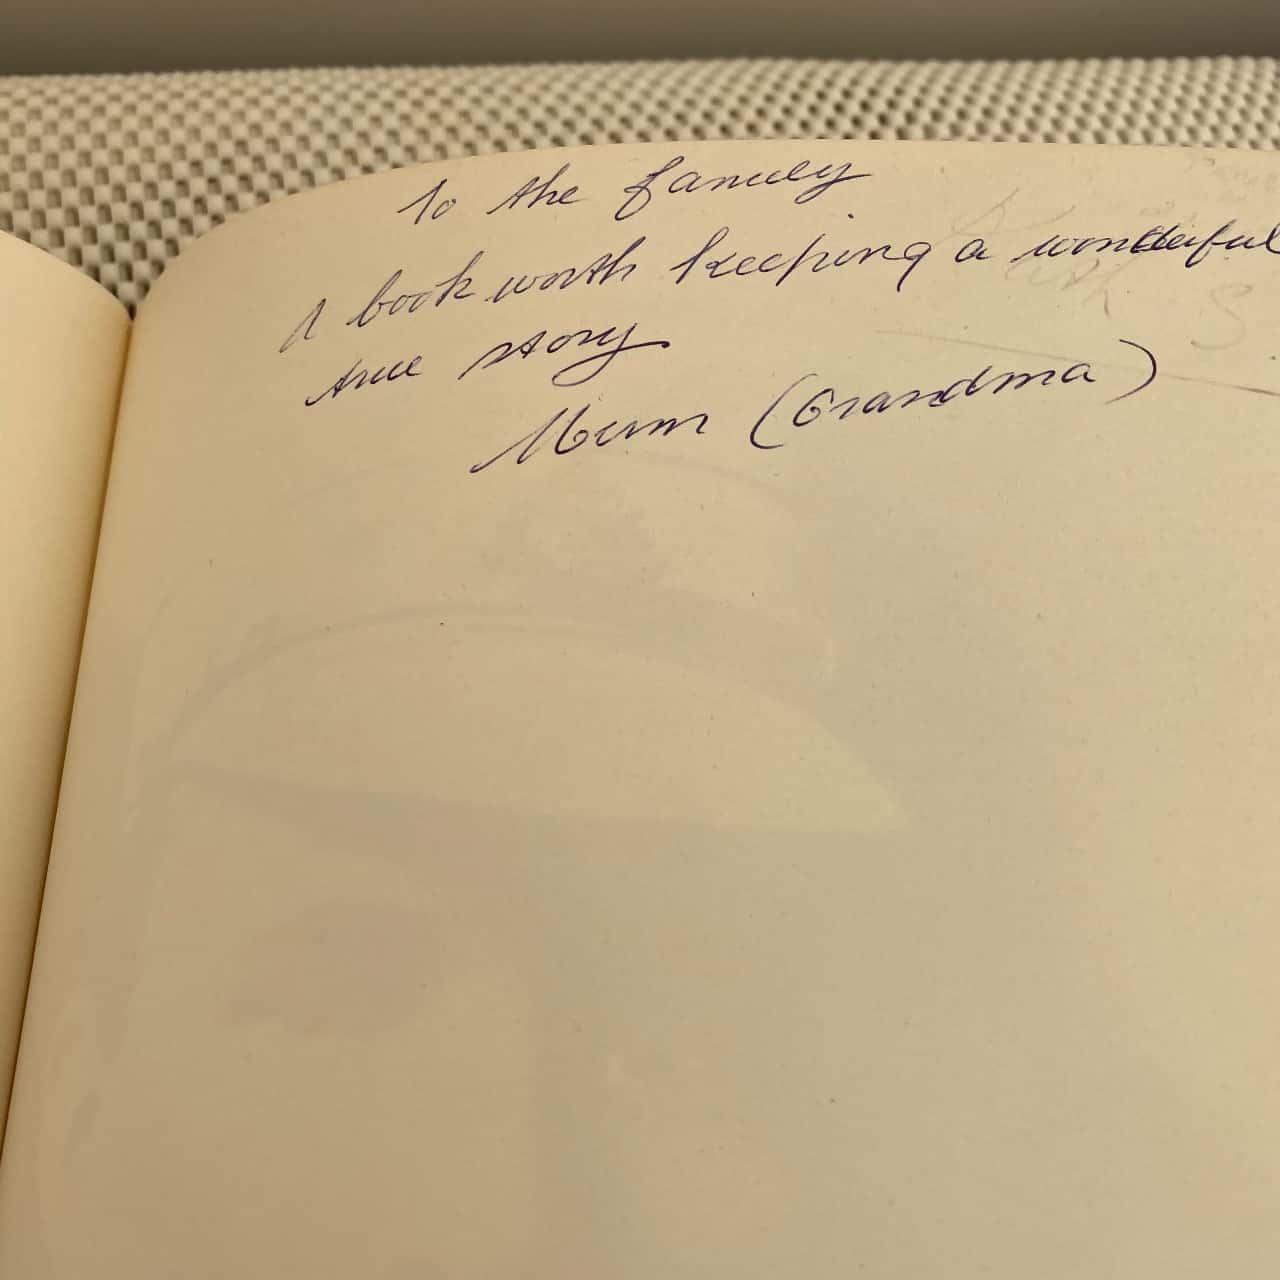 To the family
A book worth keeping a wonderful
true story
Mum (Grandma)